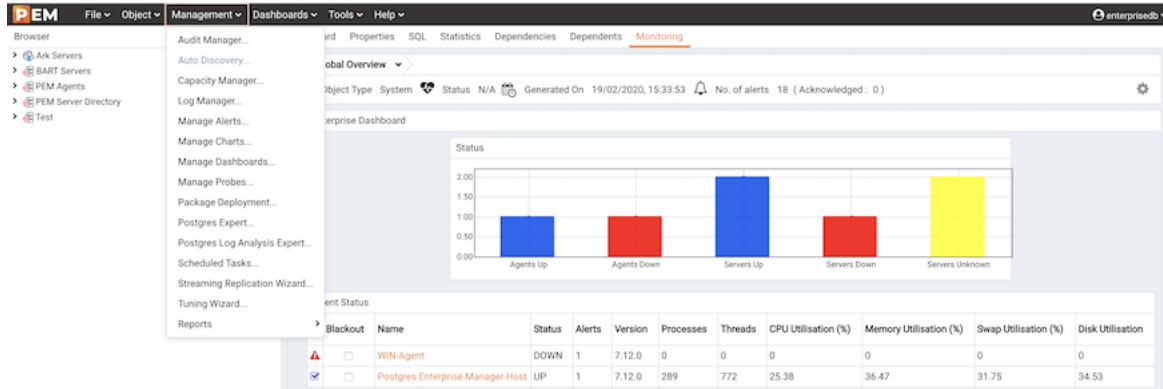 PEM File Object Management Dashboards Tools Help enterprisedb
Browser
Ark Servers
BART Servers
PEM Agents
PEM Server Directory
Test
Audit Manager...
Auto Discovery...
Capacity Manager...
Log Manager...
Manage Alerts...
Manage Charts...
Manage Dashboards...
Manage Probes...
Package Deployment...
Postgres Expert...
Postgres Log Analysis Expert...
Scheduled Tasks...
Streaming Replication Wizard...
Tuning Wizard...
Reports
rd Properties SQL Statistics Dependencies Dependents Monitoring
obal Overview
bject Type System Status N/A Generated On 19/02/2020, 15:33:53 No. of alerts 18 (Acknowledged: 0)
terprise Dashboard
Status
2.00
1.50
1.00
0.50
0.00
Agents Up Agents Down Servers Up Servers Down Servers Unknown
ent Status
Blackout Name Status Alerts Version Processes Threads CPU Utilisation (%) Memory Utilisation (%) Swap Utilisation (%) Disk Utilisation
WIN-Agent DOWN 1 7.12.0 0 0 0 0 0 0
Postgres Enterprise Manager Host UP 1 7.12.0 289 772 25.38 36.47 31.75 34.53